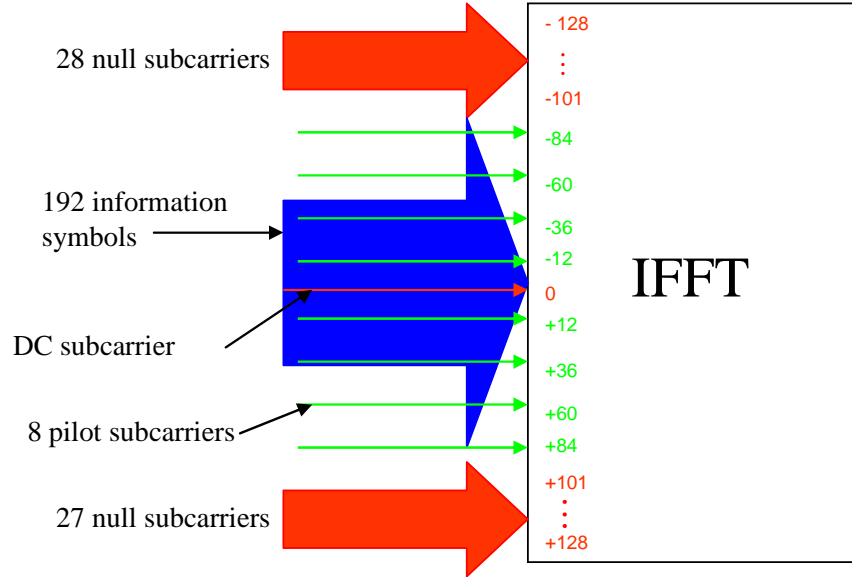 28 null subcarriers
192 information
symbols
DC subcarrier
8 pilot subcarriers
27 null subcarriers
- 128
⋮
-101
-84
-60
-36
-12
0
+12
+36
+60
+84
+101
⋮
+128
IFFT